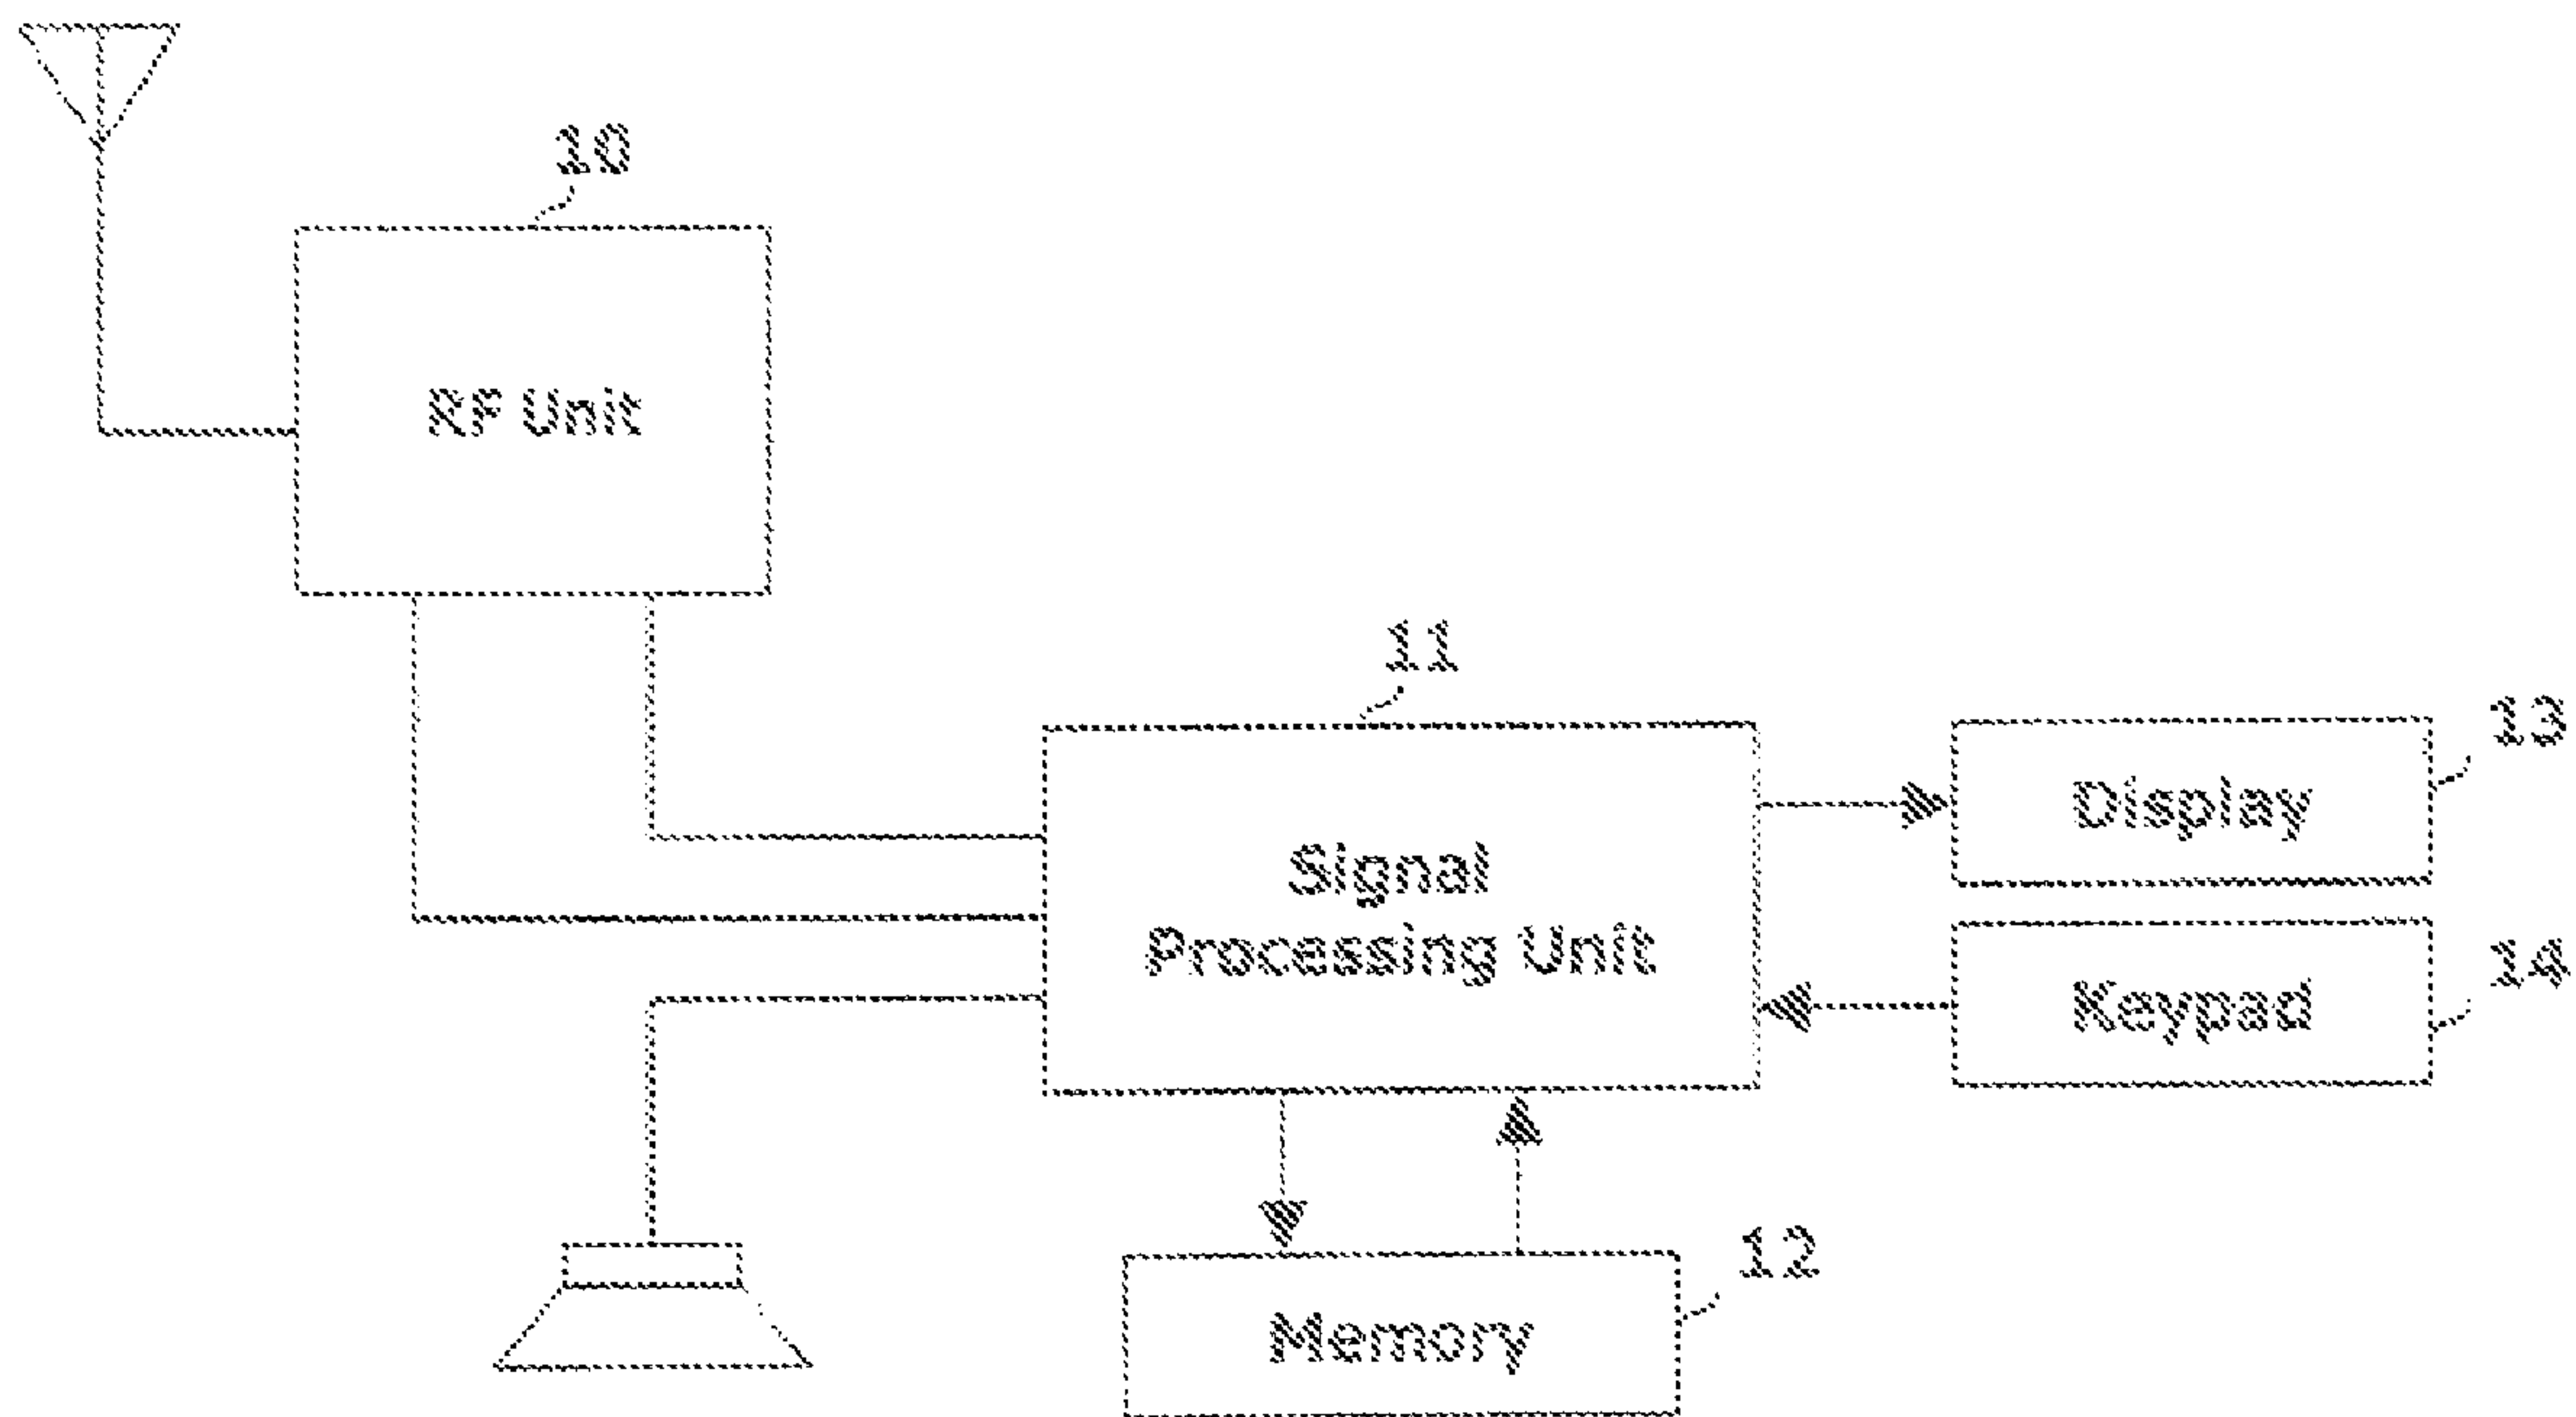 10
RF Unit
11
Signal
Processing Unit
13
Display
14
Keypad
12
Memory